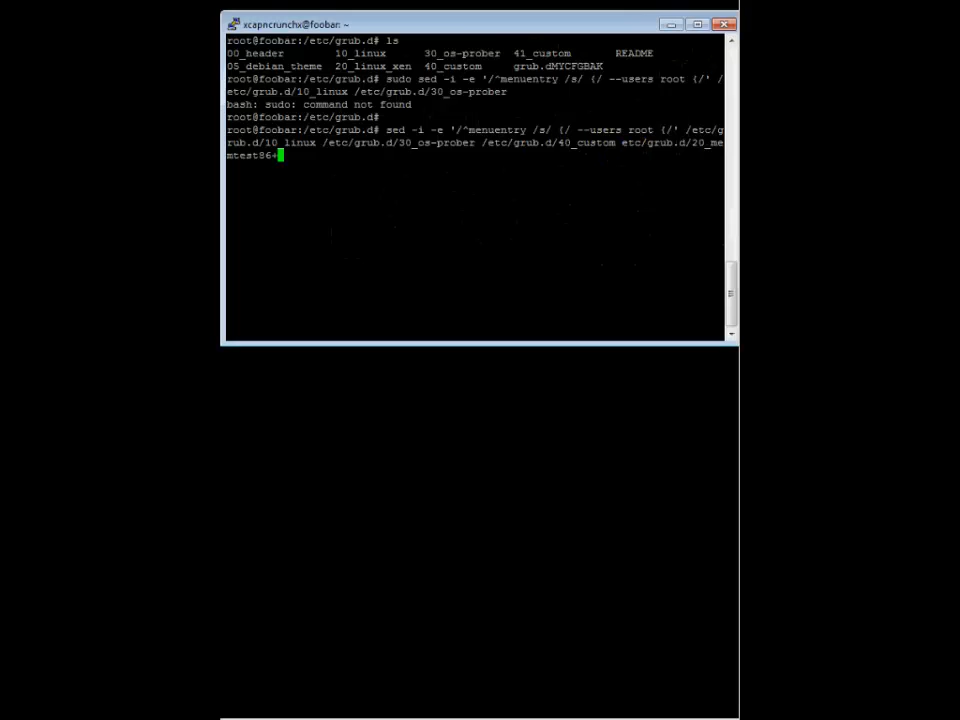 xcapncrunchx@foobar: ~
root@foobar:/etc/grub.d# ls
00_header 10_linux 30_os-prober 41_custom README
05_debian_theme 20_linux_xen 40_custom grub.dMYCFGBAK
root@foobar:/etc/grub.d# sudo sed -i -e '/^menuentry /s/ {/ --users root {/' /
etc/grub.d/10_linux /etc/grub.d/30_os-prober
bash: sudo: command not found
root@foobar:/etc/grub.d#
root@foobar:/etc/grub.d# sed -i -e '/^menuentry /s/ {/ --users root {/' /etc/g
rub.d/10_linux /etc/grub.d/30_os-prober /etc/grub.d/40_custom etc/grub.d/20_me
mtest86+